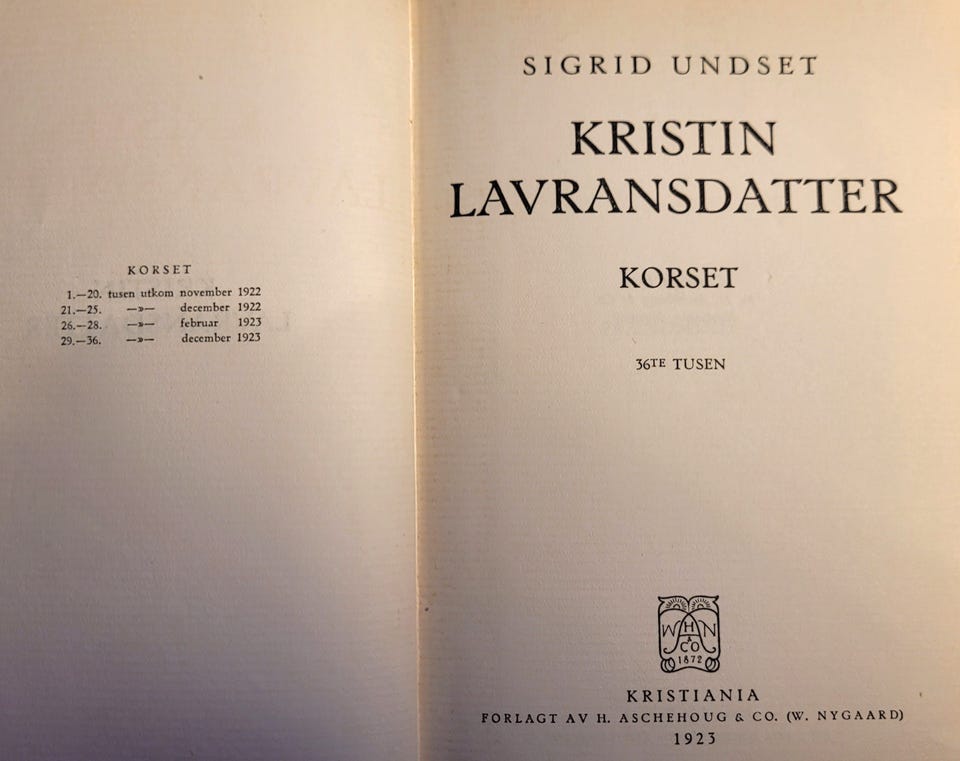 KORSET
1.—20. tusen utkom november 1922
21.—25. —»— december 1922
26.—28. —»— februar 1923
29.—36. —»— december 1923
SIGRID UNDSET
KRISTIN
LAVRANSDATTER
KORSET
36TE TUSEN
W H N
A
& CO
1872
KRISTIANIA
FORLAGT AV H. ASCHEHOUG & CO. (W. NYGAARD)
1923